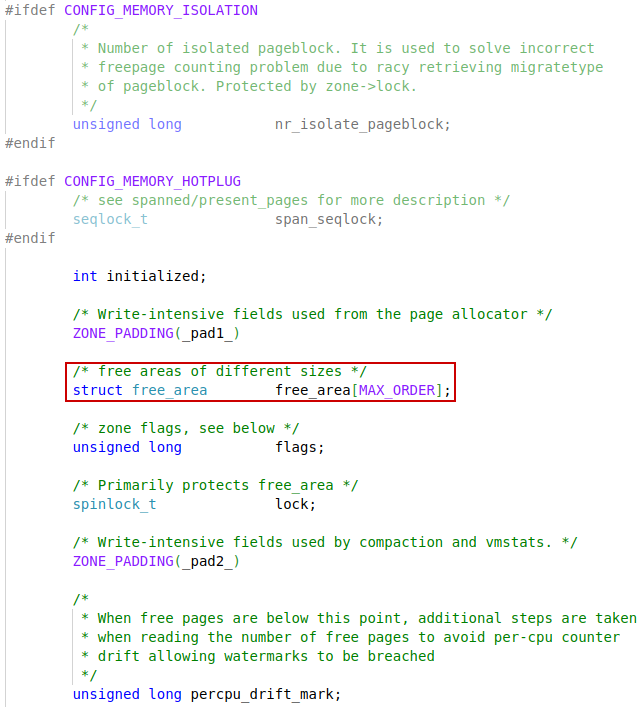 #ifdef CONFIG_MEMORY_ISOLATION
/*
* Number of isolated pageblock. It is used to solve incorrect
* freepage counting problem due to racy retrieving migratetype
* of pageblock. Protected by zone->lock.
*/
unsigned long nr_isolate_pageblock;
#endif
#ifdef CONFIG_MEMORY_HOTPLUG
/* see spanned/present_pages for more description */
seqlock_t span_seqlock;
#endif
int initialized;
/* Write-intensive fields used from the page allocator */
ZONE_PADDING(_pad1_)
/* free areas of different sizes */
struct free_area free_area[MAX_ORDER];
/* zone flags, see below */
unsigned long flags;
/* Primarily protects free_area */
spinlock_t lock;
/* Write-intensive fields used by compaction and vmstats. */
ZONE_PADDING(_pad2_)
/*
* When free pages are below this point, additional steps are taken
* when reading the number of free pages to avoid per-cpu counter
* drift allowing watermarks to be breached
*/
unsigned long percpu_drift_mark;